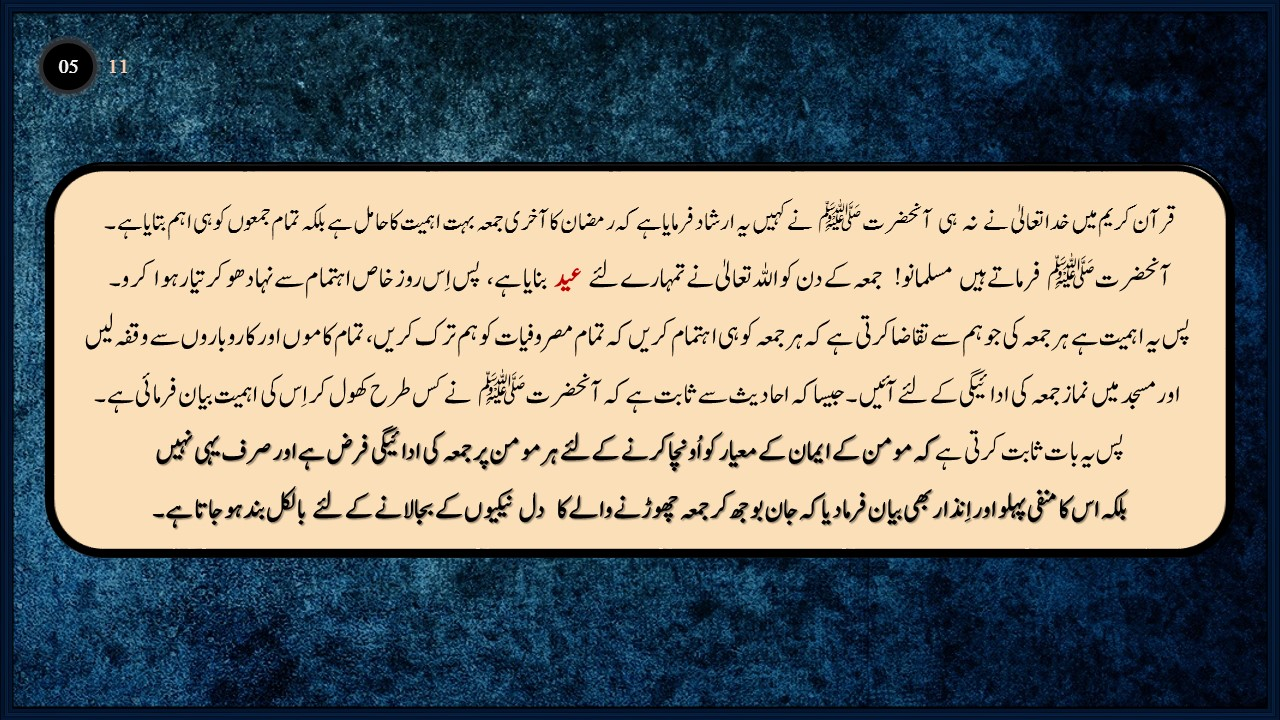 05 11
قرآن کریم میں خدا تعالیٰ نے نہ ہی آنحضرت ﷺ نے کہیں یہ ارشاد فرمایا ہے کہ رمضان کا آخری جمعہ بہت اہمیت کا حامل ہے بلکہ تمام جمعوں کو ہی اہم بتایا ہے۔
آنحضرت ﷺ فرماتے ہیں مسلمانو! جمعہ کے دن کو اللہ تعالیٰ نے تمہارے لئے عید بنایا ہے، پس اِس روز خاص اہتمام سے نہا دھو کر تیار ہوا کرو۔
پس یہ اہمیت ہے ہر جمعہ کی جو ہم سے تقاضا کرتی ہے کہ ہر جمعہ کو ہی اہتمام کریں کہ تمام مصروفیات کو ہم ترک کریں، تمام کاموں اور کاروباروں سے وقفہ لیں
اور مسجد میں نماز جمعہ کی ادائیگی کے لئے آئیں۔ جیسا کہ احادیث سے ثابت ہے کہ آنحضرت ﷺ نے کس طرح کھول کر اِس کی اہمیت بیان فرمائی ہے۔
پس یہ بات ثابت کرتی ہے کہ مومن کے ایمان کے معیار کو اُونچا کرنے کے لئے ہر مومن پر جمعہ کی ادائیگی فرض ہے اور صرف یہی نہیں
بلکہ اس کا منفی پہلو اور اِنذار بھی بیان فرما دیا کہ جان بوجھ کر جمعہ چھوڑنے والے کا دل نیکیوں کے بجالانے کے لئے بالکل بند ہو جاتا ہے۔